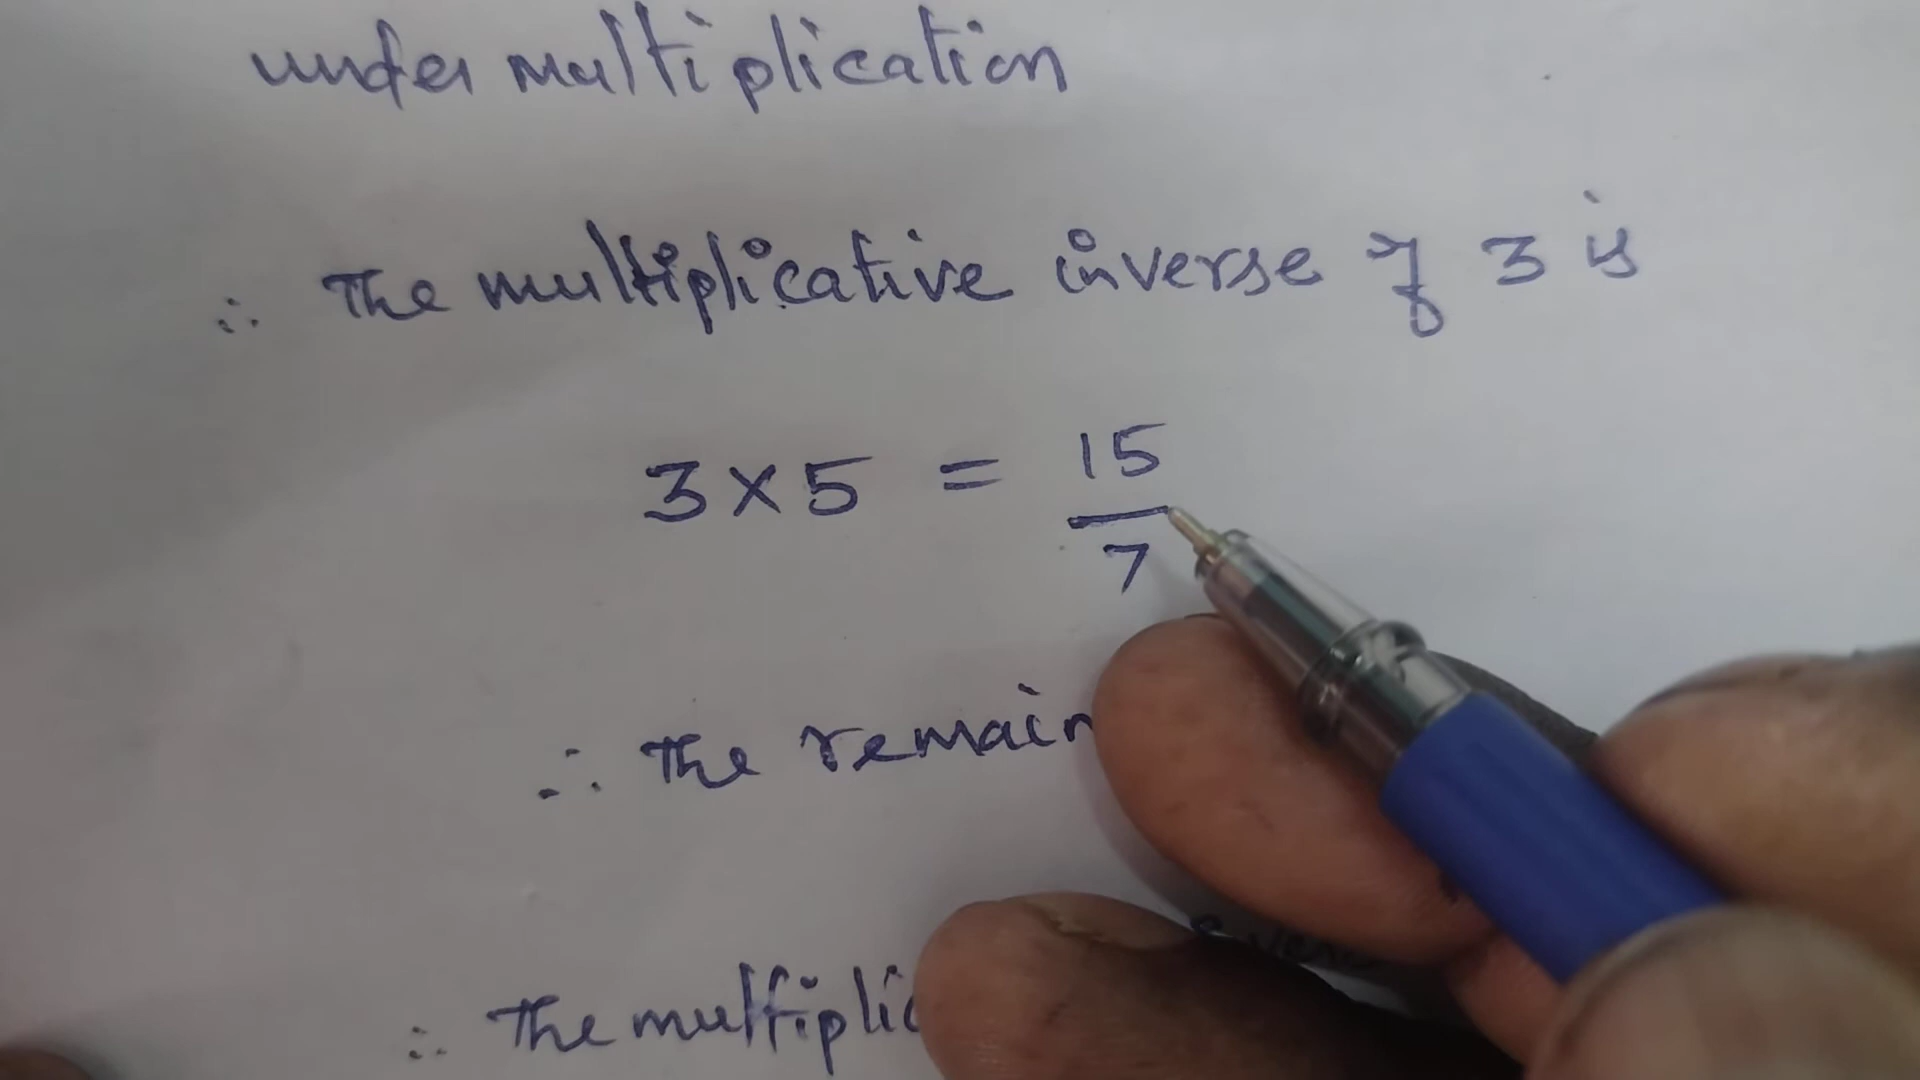 under multiplication
∴ The multiplicative inverse of 3 is
3 × 5 = 15/7
∴ The remain
∴ The multiplic